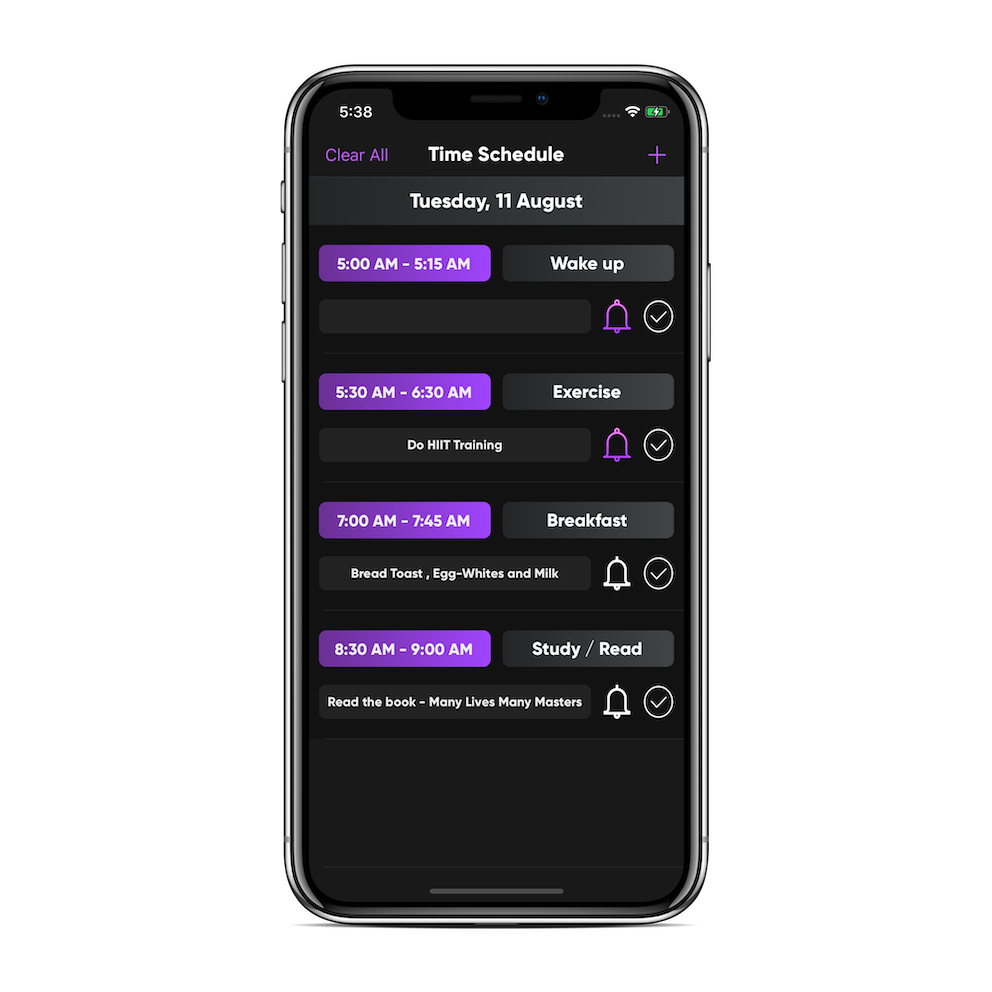 5:38
Clear All Time Schedule +
Tuesday, 11 August
5:00 AM - 5:15 AM Wake up
5:30 AM - 6:30 AM Exercise
Do HIIT Training
7:00 AM - 7:45 AM Breakfast
Bread Toast , Egg-Whites and Milk
8:30 AM - 9:00 AM Study / Read
Read the book - Many Lives Many Masters